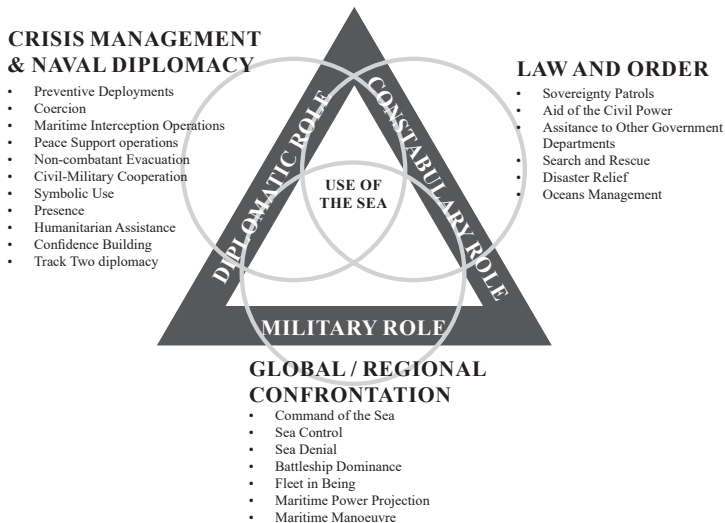 CRISIS MANAGEMENT
& NAVAL DIPLOMACY
• Preventive Deployments
• Coercion
• Maritime Interception Operations
• Peace Support operations
• Non-combatant Evacuation
• Civil-Military Cooperation
• Symbolic Use
• Presence
• Humanitarian Assistance
• Confidence Building
• Track Two diplomacy
DIPLOMATIC ROLE
CONSTABULARY ROLE
USE OF
THE SEA
MILITARY ROLE
LAW AND ORDER
• Sovereignty Patrols
• Aid of the Civil Power
• Assitance to Other Government
Departments
• Search and Rescue
• Disaster Relief
• Oceans Management
GLOBAL / REGIONAL
CONFRONTATION
• Command of the Sea
• Sea Control
• Sea Denial
• Battleship Dominance
• Fleet in Being
• Maritime Power Projection
• Maritime Manoeuvre